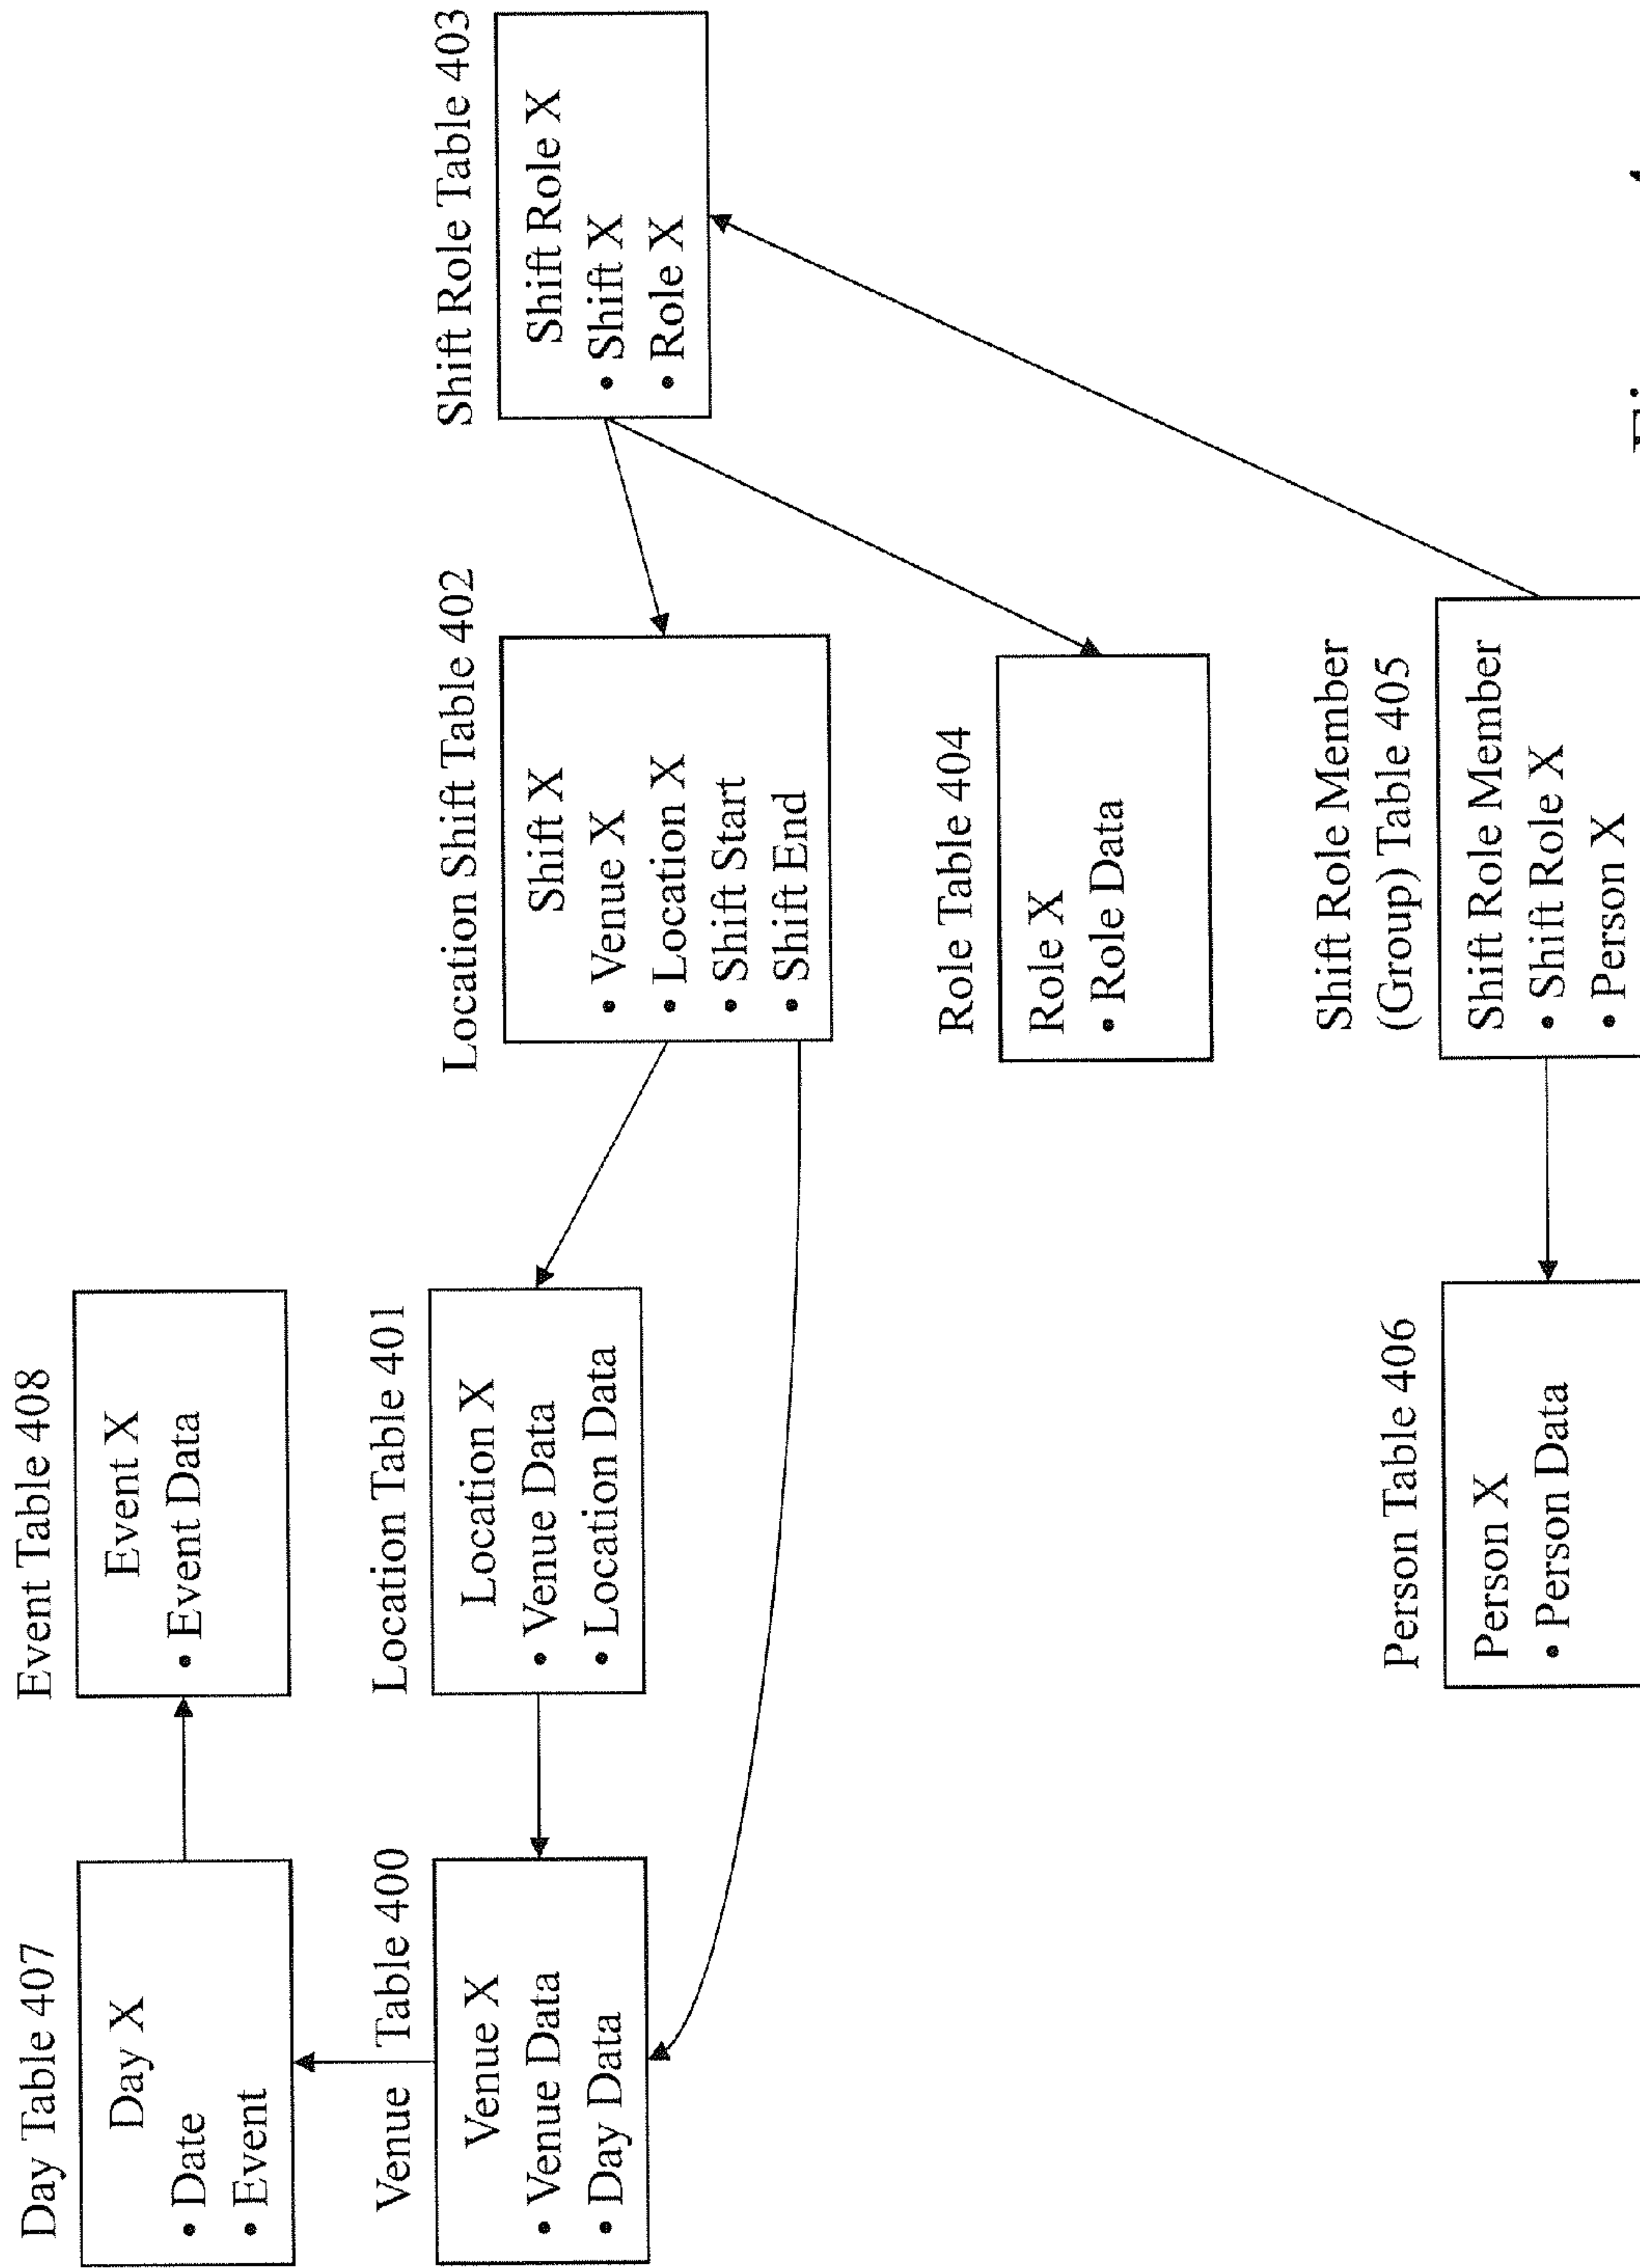 Day Table 407
Day X
• Date
• Event
Event Table 408
Event X
• Event Data
Venue Table 400
Venue X
• Venue Data
• Day Data
Location Table 401
Location X
• Venue Data
• Location Data
Location Shift Table 402
Shift X
• Venue X
• Location X
• Shift Start
• Shift End
Shift Role Table 403
Shift Role X
• Shift X
• Role X
Role Table 404
Role X
• Role Data
Person Table 406
Person X
• Person Data
Shift Role Member
(Group) Table 405
Shift Role Member
• Shift Role X
• Person X